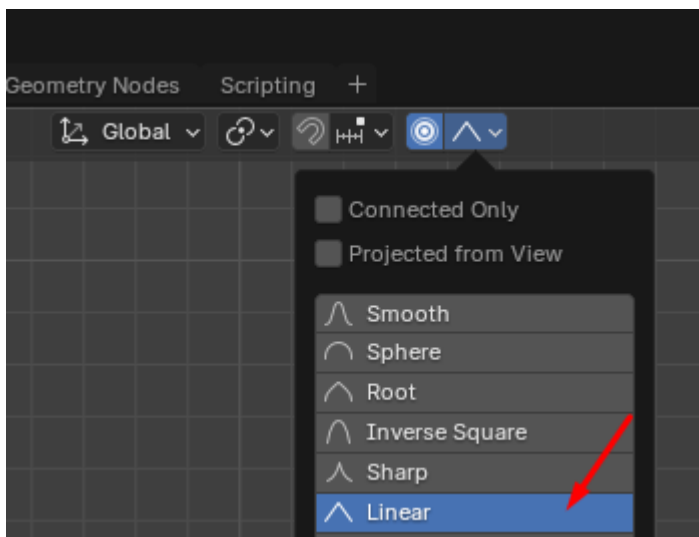 Geometry Nodes Scripting +
Global
Connected Only
Projected from View
Smooth
Sphere
Root
Inverse Square
Sharp
Linear